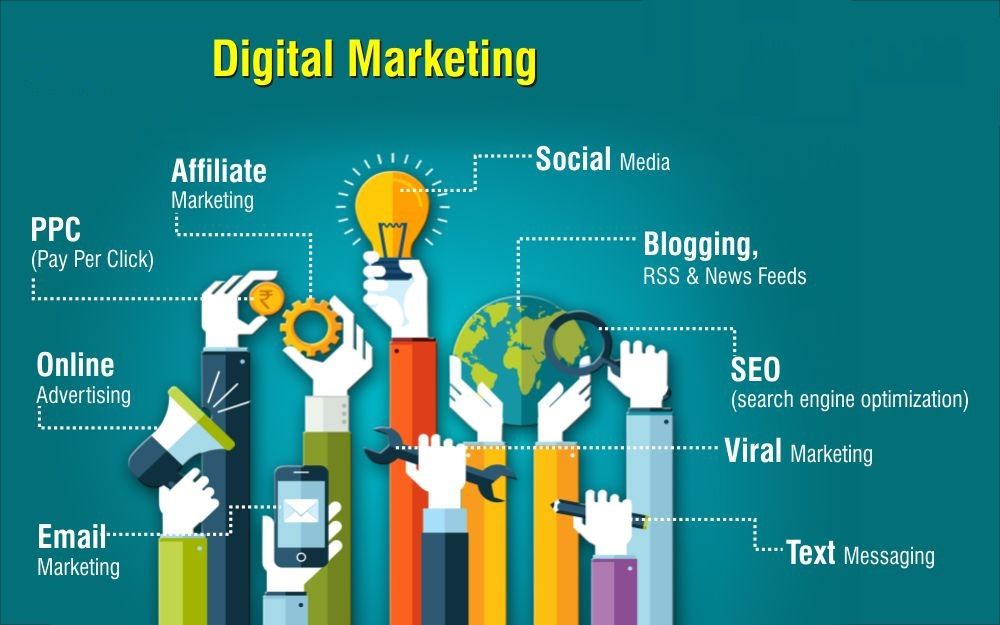 Digital Marketing
Affiliate
Marketing
Social Media
PPC
(Pay Per Click)
Blogging,
RSS & News Feeds
Online
Advertising
SEO
(search engine optimization)
Viral Marketing
Email
Marketing
Text Messaging
₹